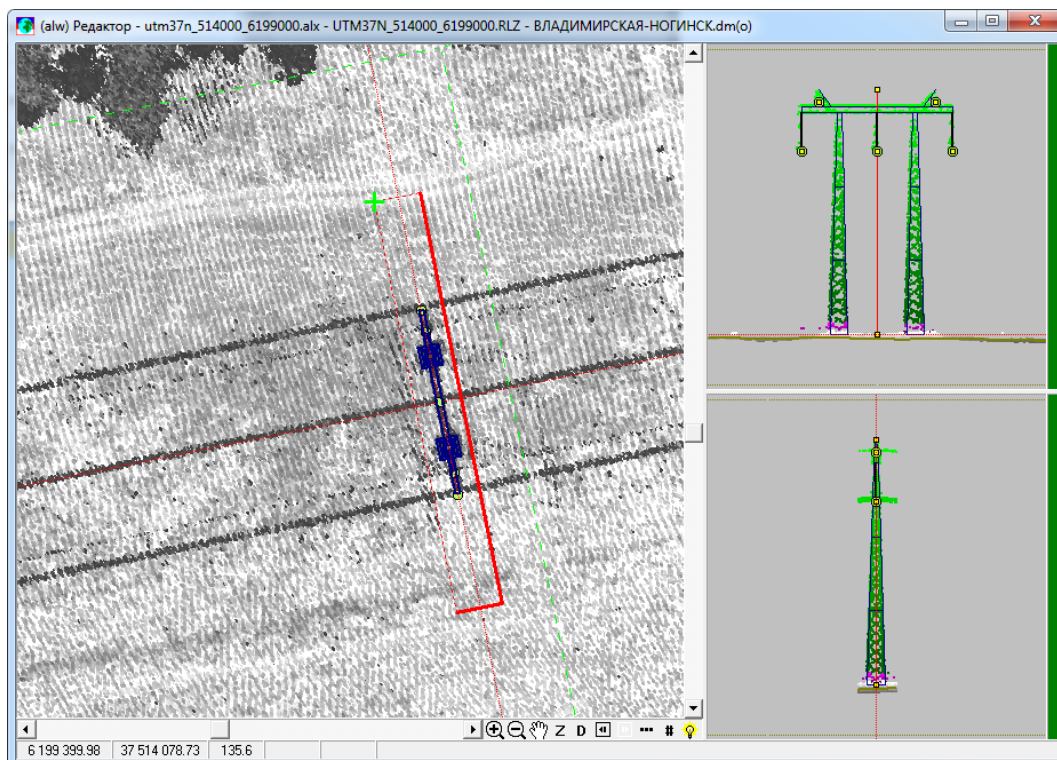 (alw) Редактор - utm37n_514000_6199000.alx - UTM37N_514000_6199000.RLZ - ВЛАДИМИРСКАЯ-НОГИНСК.dm(o)
Z D #
6 199 399.98 37 514 078.73 135.6